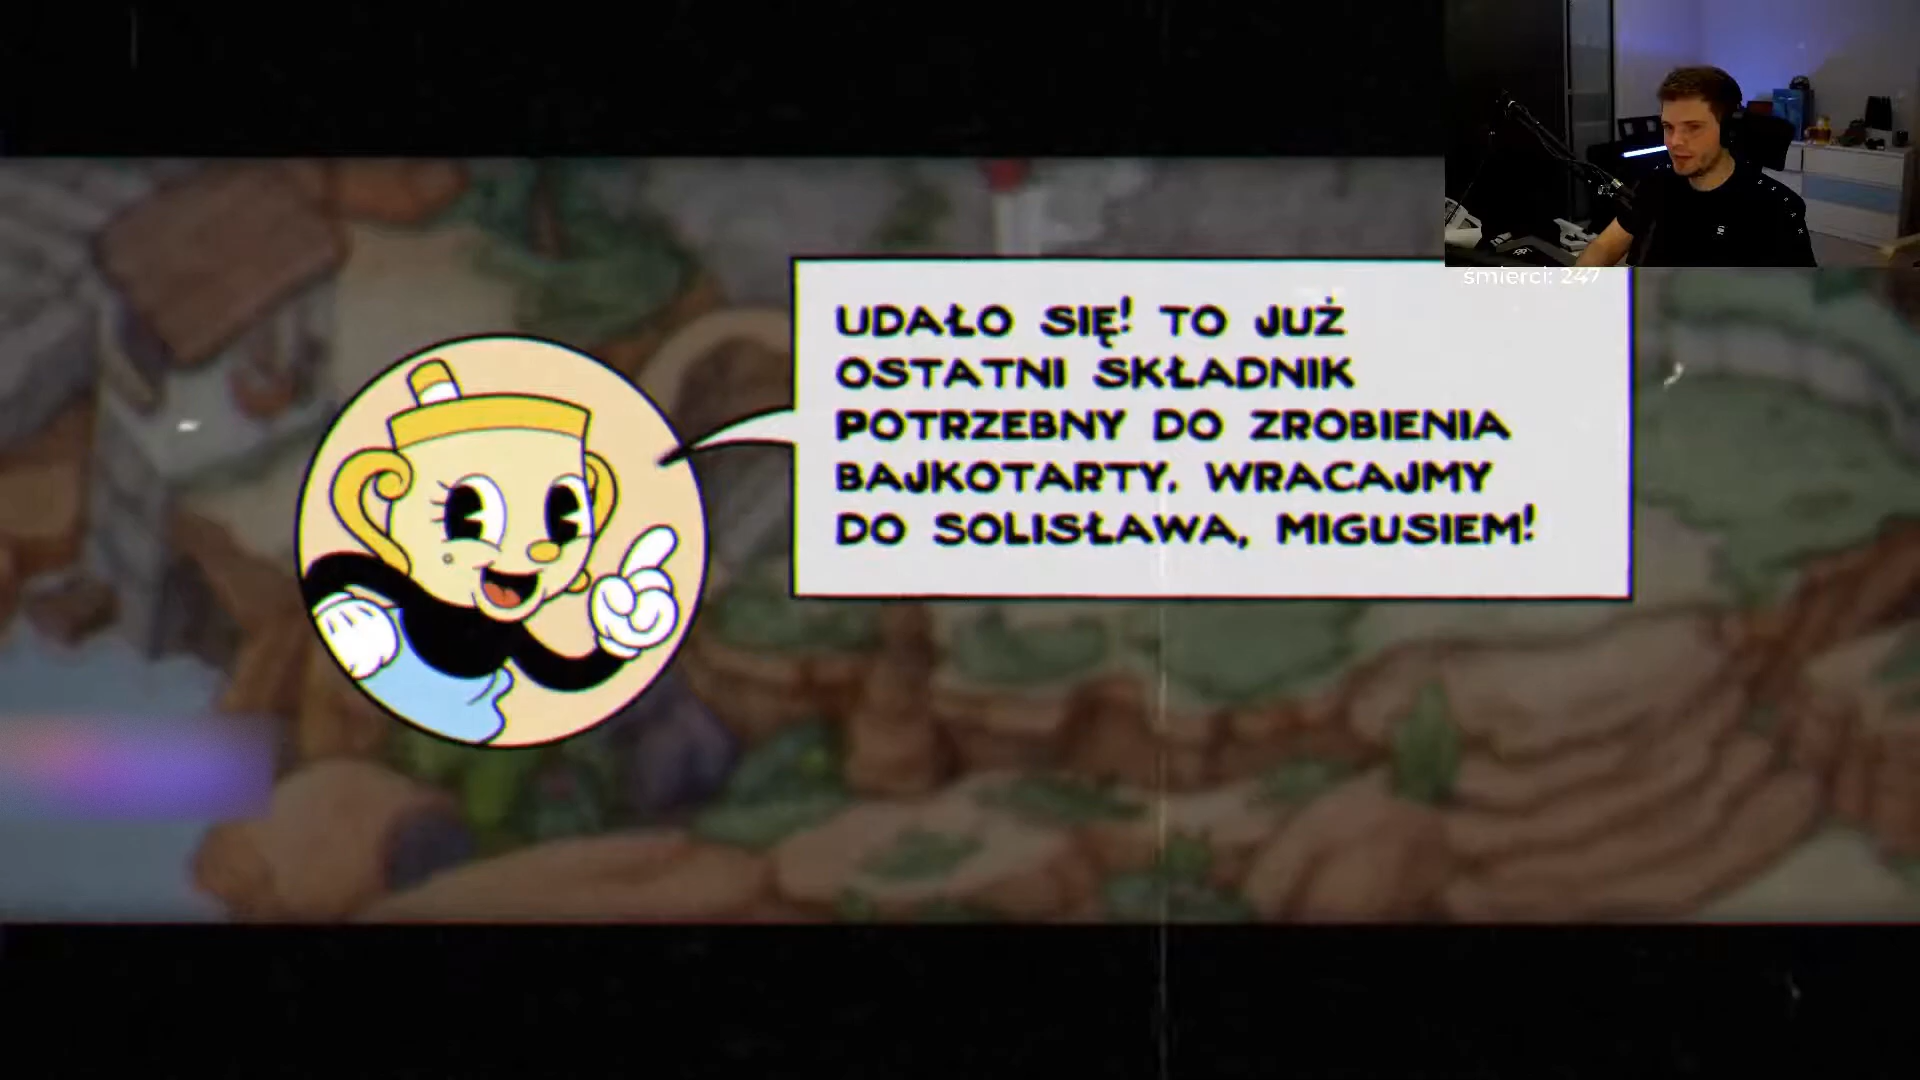 śmierci: 247
UDAŁO SIĘ! TO JUŻ
OSTATNI SKŁADNIK
POTRZEBNY DO ZROBIENIA
BAJKOTARTY. WRACAJMY
DO SOLISŁAWA, MIGUSIEM!